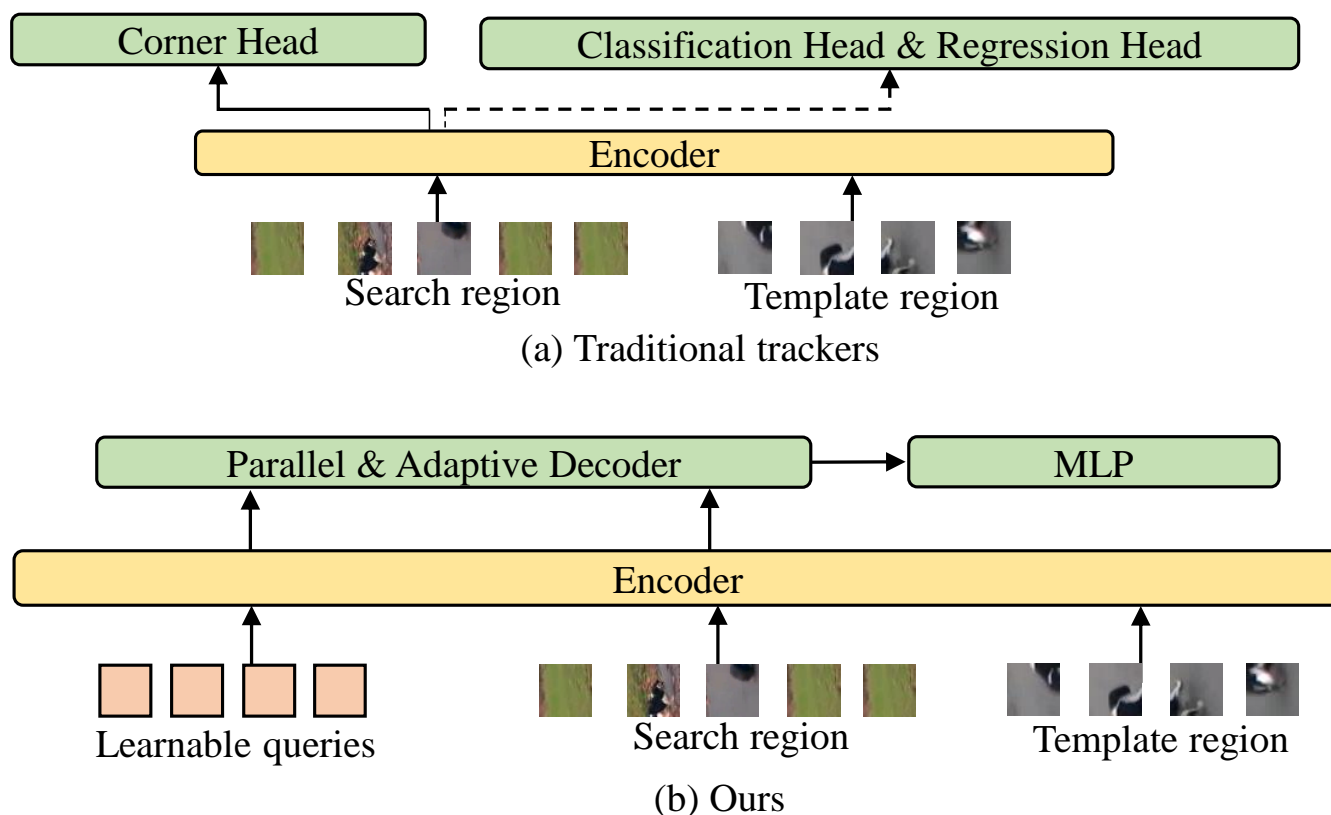 Corner Head
Classification Head & Regression Head
Encoder
Search region
Template region
(a) Traditional trackers
Parallel & Adaptive Decoder
MLP
Encoder
Learnable queries
Search region
Template region
(b) Ours